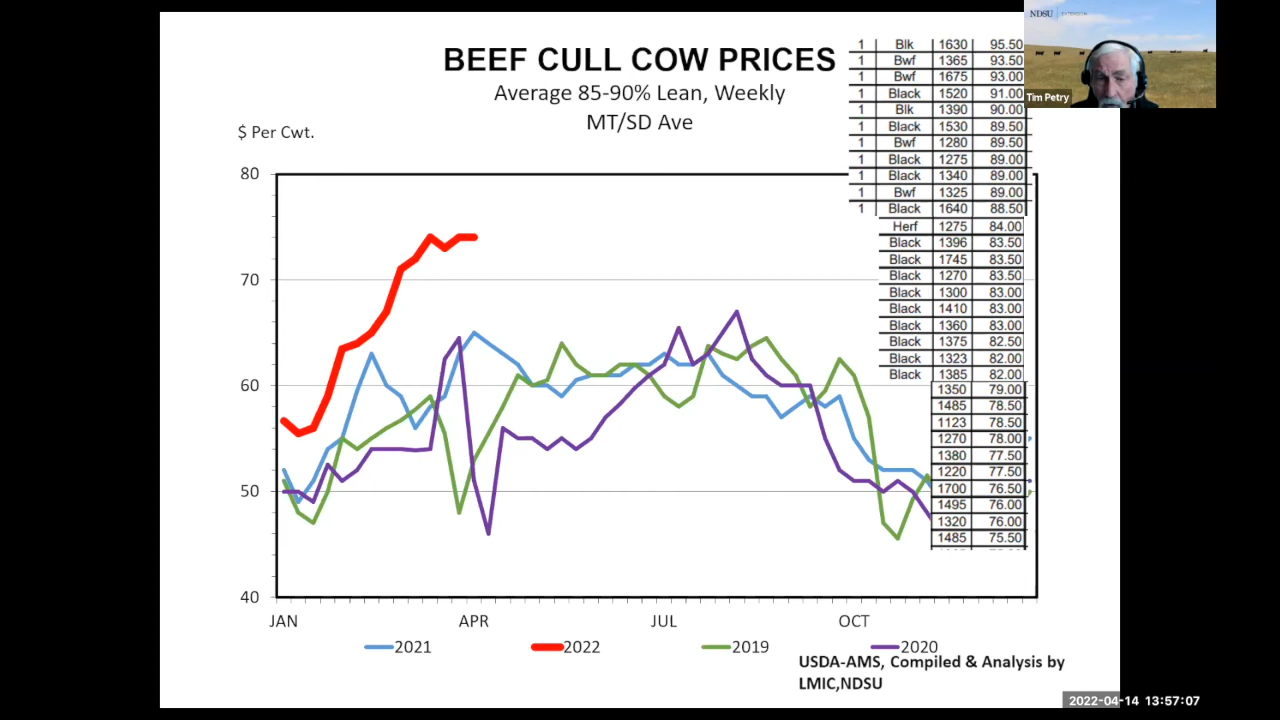 NDSU EXTENSION
Tim Petry
BEEF CULL COW PRICES
Average 85-90% Lean, Weekly
MT/SD Ave
$ Per Cwt.
1 Blk 1630 95.50
1 Bwf 1365 93.50
1 Bwf 1675 93.00
1 Black 1520 91.00
1 Blk 1390 90.00
1 Black 1530 89.50
1 Bwf 1280 89.50
1 Black 1275 89.00
1 Black 1340 89.00
1 Bwf 1325 89.00
1 Black 1640 88.50
Herf 1275 84.00
Black 1396 83.50
Black 1745 83.50
Black 1270 83.50
Black 1300 83.00
Black 1410 83.00
Black 1360 83.00
Black 1375 82.50
Black 1323 82.00
Black 1385 82.00
1350 79.00
1485 78.50
1123 78.50
1270 78.00
1380 77.50
1220 77.50
1700 76.50
1495 76.00
1320 76.00
1485 75.50
80
70
60
50
40
JAN APR JUL OCT
2021 2022 2019 2020
USDA-AMS, Compiled & Analysis by
LMIC,NDSU
2022-04-14 13:57:07